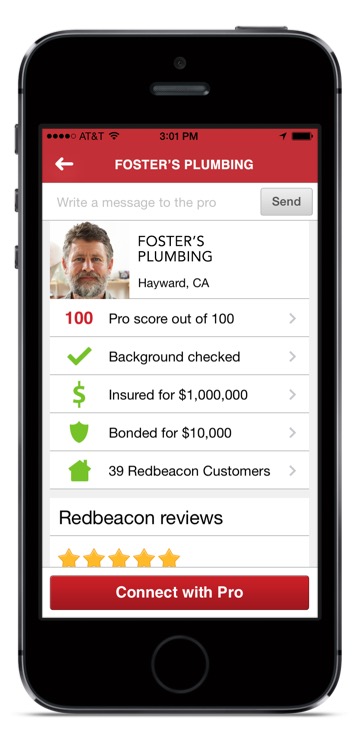 AT&T 3:01 PM
FOSTER'S PLUMBING
Write a message to the pro Send
FOSTER'S
PLUMBING
Hayward, CA
100 Pro score out of 100
Background checked
$ Insured for $1,000,000
Bonded for $10,000
39 Redbeacon Customers
Redbeacon reviews
Connect with Pro